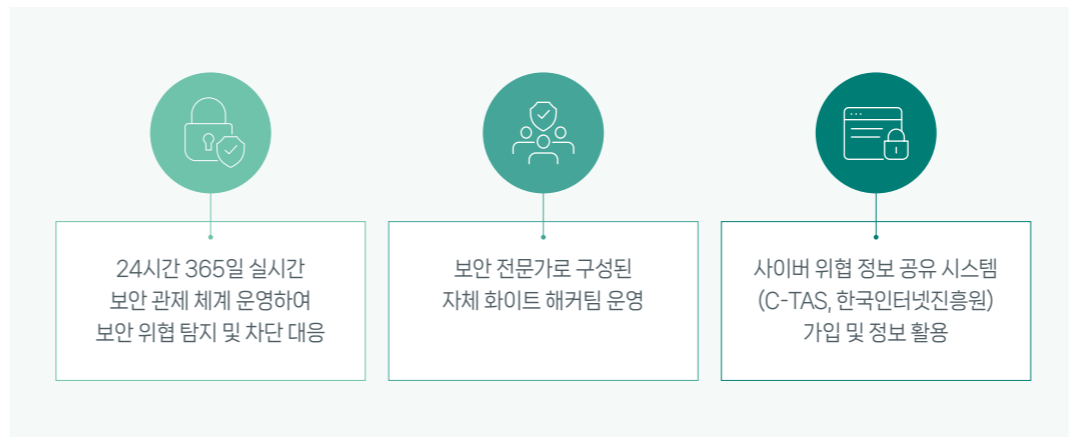 24시간 365일 실시간
보안 관제 체계 운영하여
보안 위협 탐지 및 차단 대응
보안 전문가로 구성된
자체 화이트 해커팀 운영
사이버 위협 정보 공유 시스템
(C-TAS, 한국인터넷진흥원)
가입 및 정보 활용